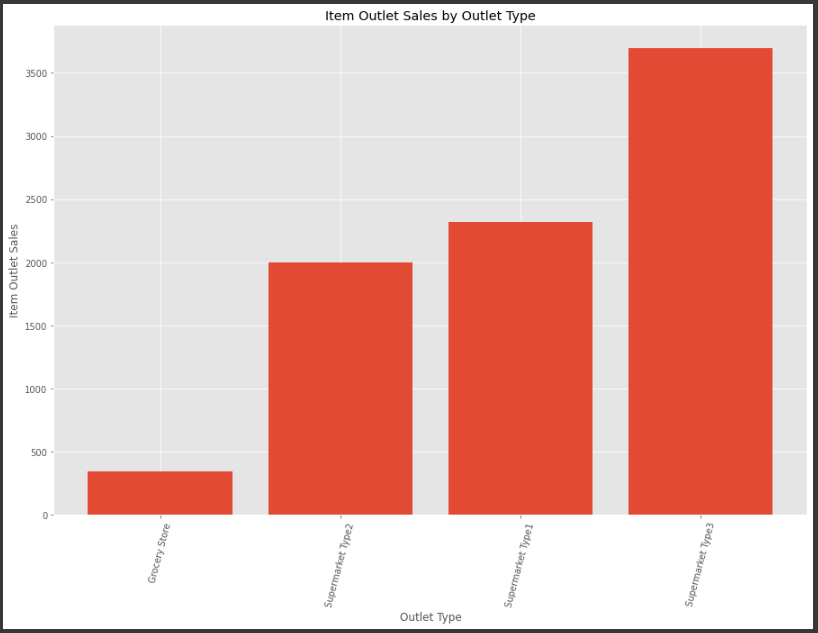 Item Outlet Sales by Outlet Type
Item Outlet Sales
3500
3000
2500
2000
1500
1000
500
0
Grocery Store
Supermarket Type2
Supermarket Type1
Supermarket Type3
Outlet Type